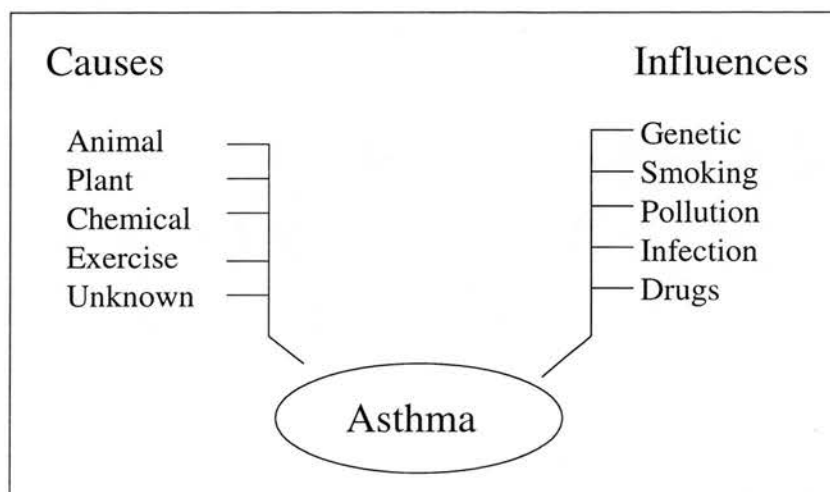 Causes
Animal
Plant
Chemical
Exercise
Unknown
Influences
Genetic
Smoking
Pollution
Infection
Drugs
Asthma